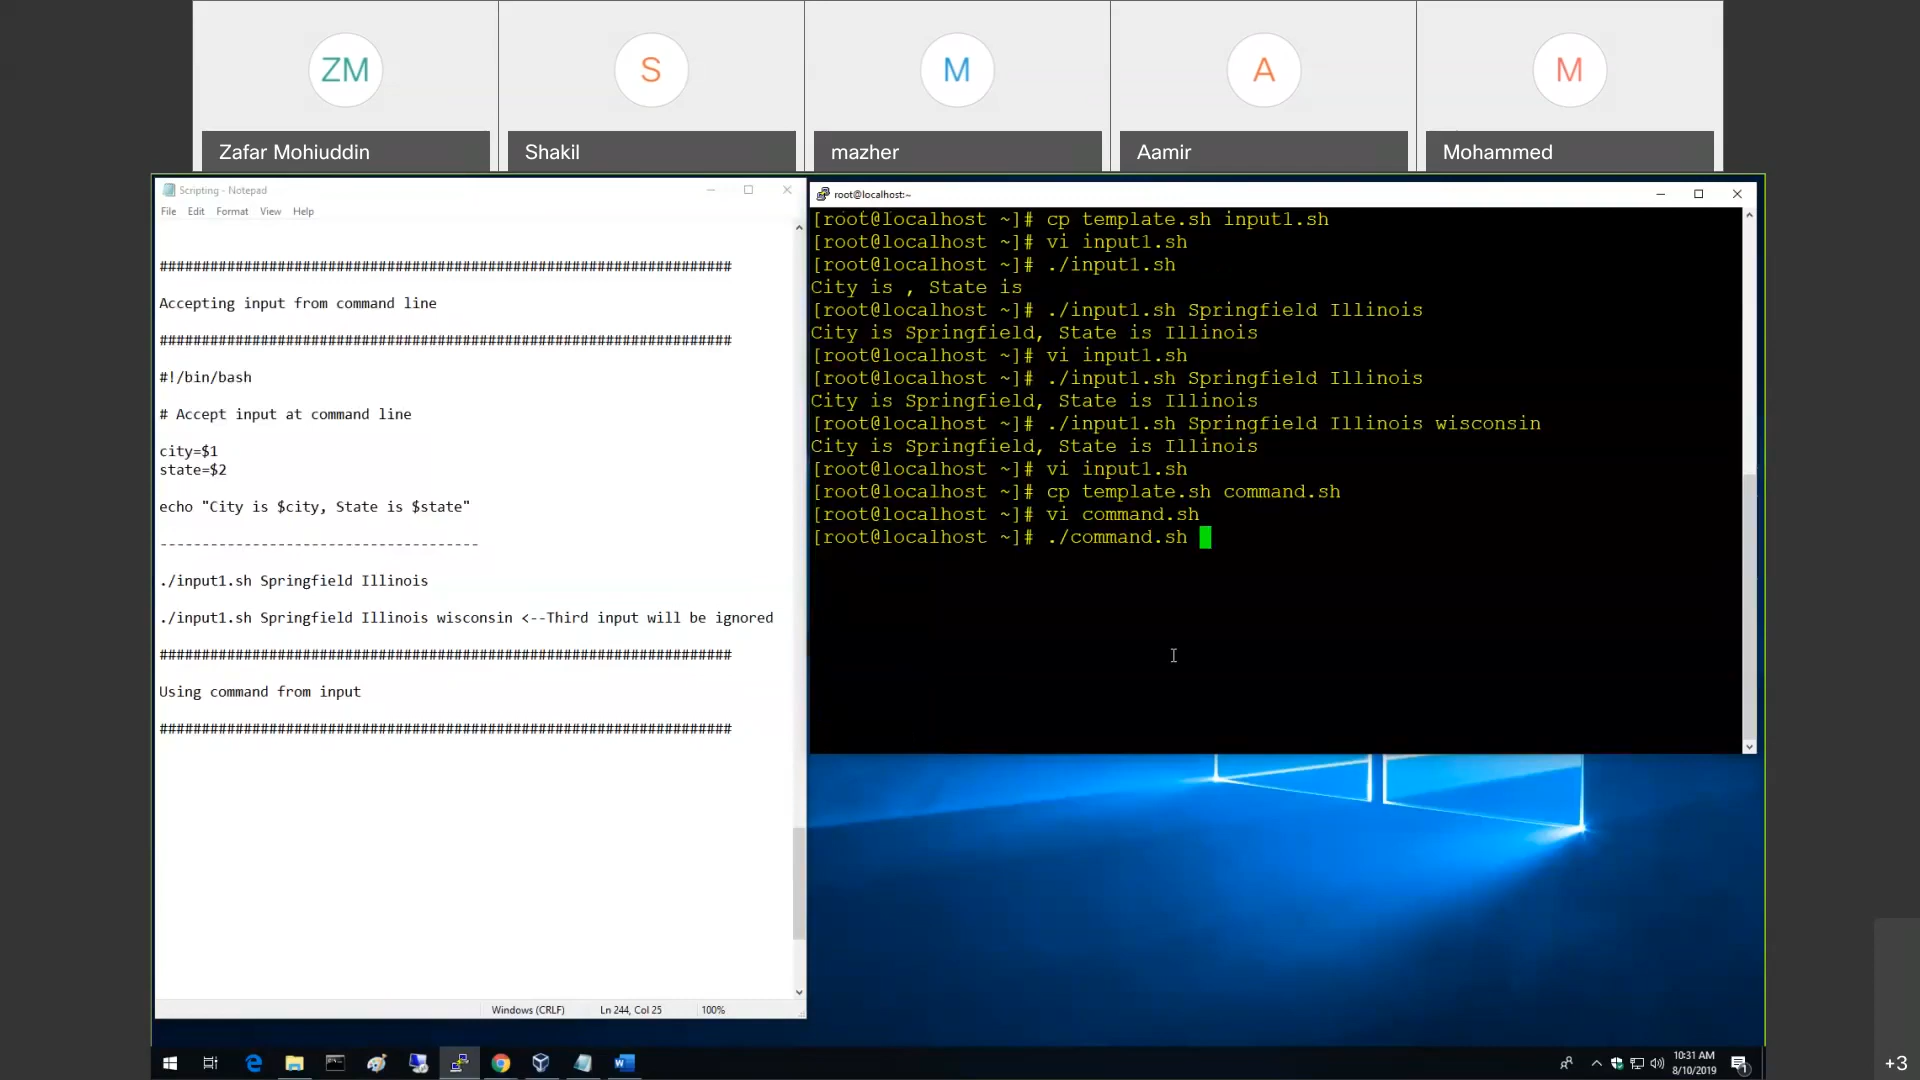 ZM
S
M
A
M
Zafar Mohiuddin
Shakil
mazher
Aamir
Mohammed
Scripting - Notepad
File Edit Format View Help
####################################################################
Accepting input from command line
####################################################################
#!/bin/bash
# Accept input at command line
city=$1
state=$2
echo "City is $city, State is $state"
--------------------------------------
./input1.sh Springfield Illinois
./input1.sh Springfield Illinois wisconsin <--Third input will be ignored
####################################################################
Using command from input
####################################################################
Windows (CRLF) Ln 244, Col 25 100%
root@localhost:~
[root@localhost ~]# cp template.sh input1.sh
[root@localhost ~]# vi input1.sh
[root@localhost ~]# ./input1.sh
City is , State is
[root@localhost ~]# ./input1.sh Springfield Illinois
City is Springfield, State is Illinois
[root@localhost ~]# vi input1.sh
[root@localhost ~]# ./input1.sh Springfield Illinois
City is Springfield, State is Illinois
[root@localhost ~]# ./input1.sh Springfield Illinois wisconsin
City is Springfield, State is Illinois
[root@localhost ~]# vi input1.sh
[root@localhost ~]# cp template.sh command.sh
[root@localhost ~]# vi command.sh
[root@localhost ~]# ./command.sh
10:31 AM
8/10/2019
1
+3